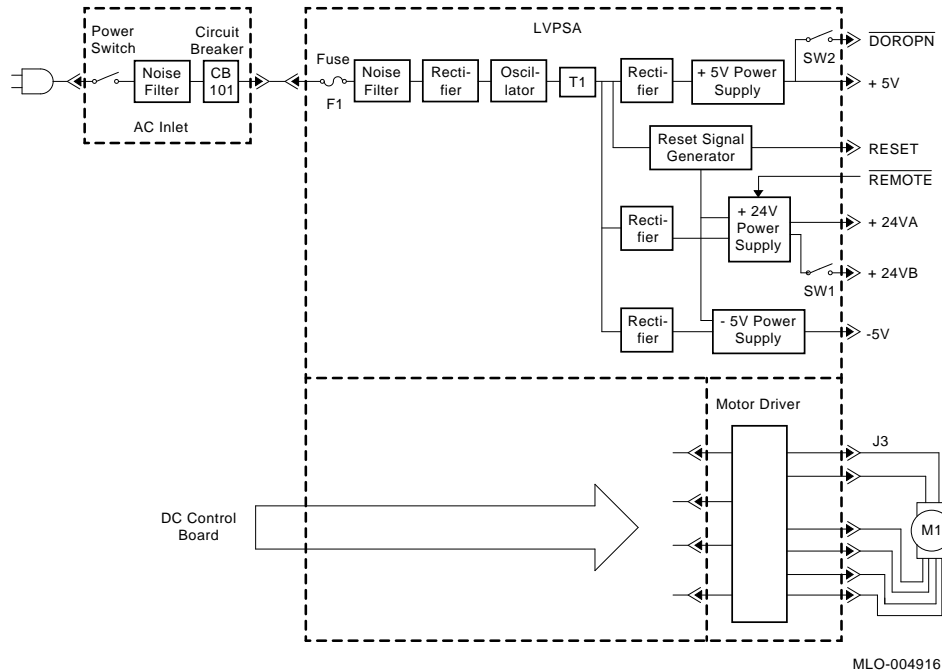 LVPSA
Power
Switch
Circuit
Breaker
Noise
Filter
CB
101
AC Inlet
Fuse
F1
Noise
Filter
Recti-
fier
Oscil-
lator
T1
Recti-
fier
+ 5V Power
Supply
SW2
DOROPN
+ 5V
Reset Signal
Generator
RESET
REMOTE
Recti-
fier
+ 24V
Power
Supply
+ 24VA
+ 24VB
SW1
Recti-
fier
- 5V Power
Supply
-5V
Motor Driver
J3
DC Control
Board
M1
MLO-004916